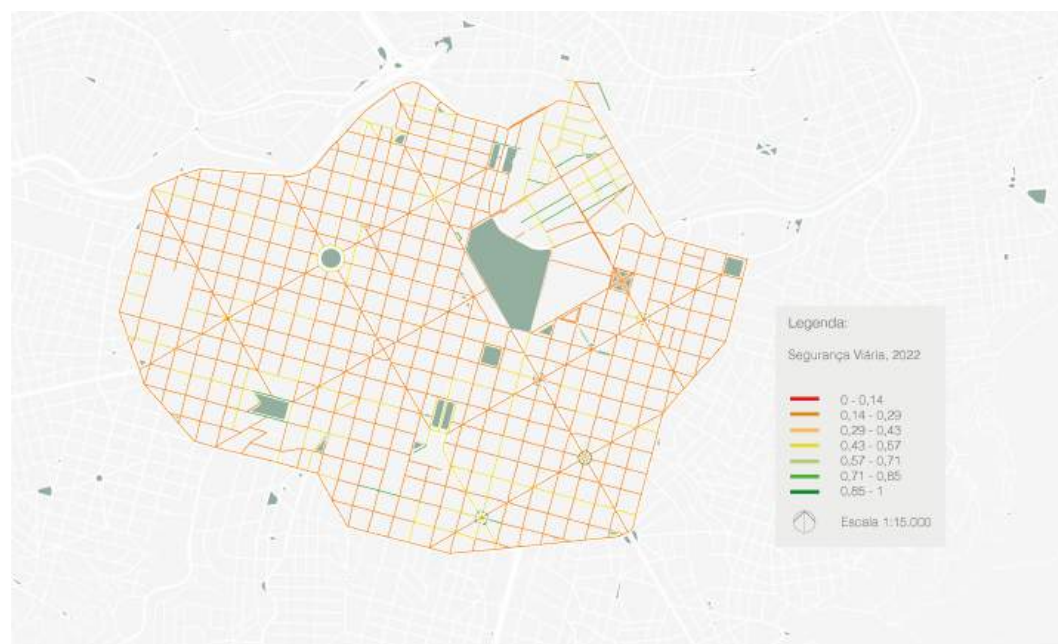 Legenda:
Segurança Viária, 2022
0 - 0,14
0,14 - 0,29
0,29 - 0,43
0,43 - 0,57
0,57 - 0,71
0,71 - 0,85
0,85 - 1
Escala 1:15.000